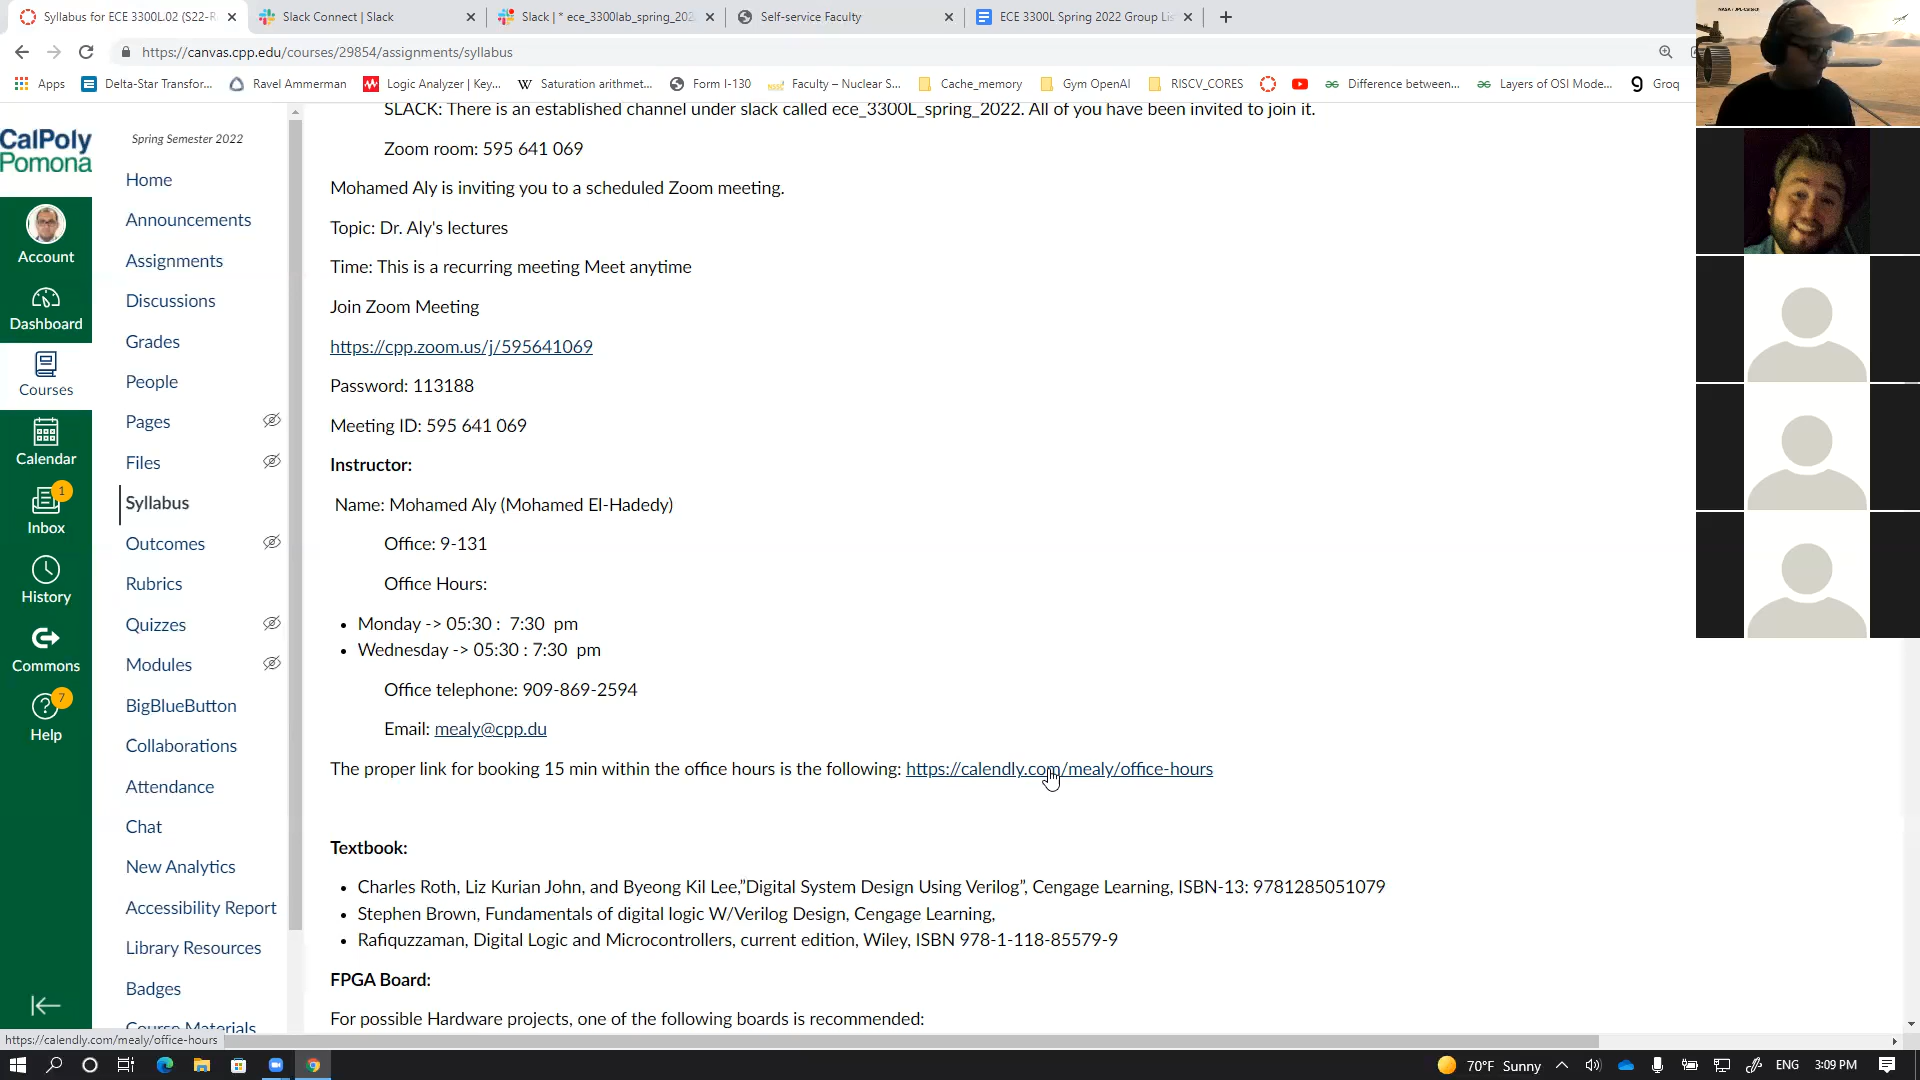 Syllabus for ECE 3300L.02 (S22-R
Slack Connect | Slack
Slack | * ece_3300lab_spring_202
Self-service Faculty
ECE 3300L Spring 2022 Group Lis
https://canvas.cpp.edu/courses/29854/assignments/syllabus
Apps
Delta-Star Transfor...
Ravel Ammerman
Logic Analyzer | Key...
Saturation arithmet...
Form I-130
Faculty – Nuclear S...
Cache_memory
Gym OpenAI
RISCV_CORES
Difference between...
Layers of OSI Mode...
Groq
NASA / JPL-Caltech
CalPoly
Pomona
Account
Dashboard
Courses
Calendar
1
Inbox
History
Commons
7
Help
Spring Semester 2022
Home
Announcements
Assignments
Discussions
Grades
People
Pages
Files
Syllabus
Outcomes
Rubrics
Quizzes
Modules
BigBlueButton
Collaborations
Attendance
Chat
New Analytics
Accessibility Report
Library Resources
Badges
Course Materials
SLACK: There is an established channel under slack called ece_3300L_spring_2022. All of you have been invited to join it.
Zoom room: 595 641 069
Mohamed Aly is inviting you to a scheduled Zoom meeting.
Topic: Dr. Aly's lectures
Time: This is a recurring meeting Meet anytime
Join Zoom Meeting
https://cpp.zoom.us/j/595641069
Password: 113188
Meeting ID: 595 641 069
Instructor:
Name: Mohamed Aly (Mohamed El-Hadedy)
Office: 9-131
Office Hours:
• Monday -> 05:30 : 7:30 pm
• Wednesday -> 05:30 : 7:30 pm
Office telephone: 909-869-2594
Email: mealy@cpp.du
The proper link for booking 15 min within the office hours is the following: https://calendly.com/mealy/office-hours
Textbook:
• Charles Roth, Liz Kurian John, and Byeong Kil Lee,”Digital System Design Using Verilog”, Cengage Learning, ISBN-13: 9781285051079
• Stephen Brown, Fundamentals of digital logic W/Verilog Design, Cengage Learning,
• Rafiquzzaman, Digital Logic and Microcontrollers, current edition, Wiley, ISBN 978-1-118-85579-9
FPGA Board:
For possible Hardware projects, one of the following boards is recommended:
https://calendly.com/mealy/office-hours
70°F Sunny
ENG
3:09 PM